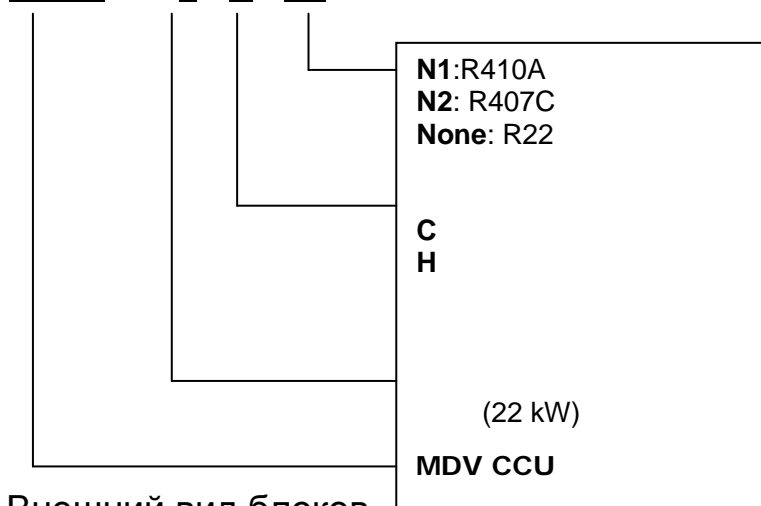 N1:R410A
N2: R407C
None: R22
C
H
(22 kW)
MDV CCU
Внешний вид блоков